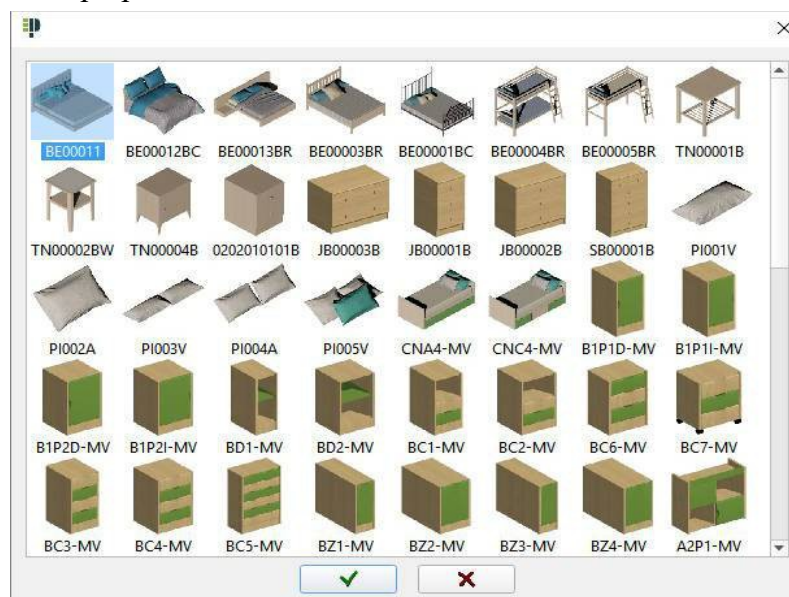 BE00011 BE00012BC BE00013BR BE00003BR BE00001BC BE00004BR BE00005BR TN00001B
TN00002BW TN00004B 0202010101B JB00003B JB00001B JB00002B SB00001B PI001V
PI002A PI003V PI004A PI005V CNA4-MV CNC4-MV B1P1D-MV B1P1I-MV
B1P2D-MV B1P2I-MV BD1-MV BD2-MV BC1-MV BC2-MV BC6-MV BC7-MV
BC3-MV BC4-MV BC5-MV BZ1-MV BZ2-MV BZ3-MV BZ4-MV A2P1-MV